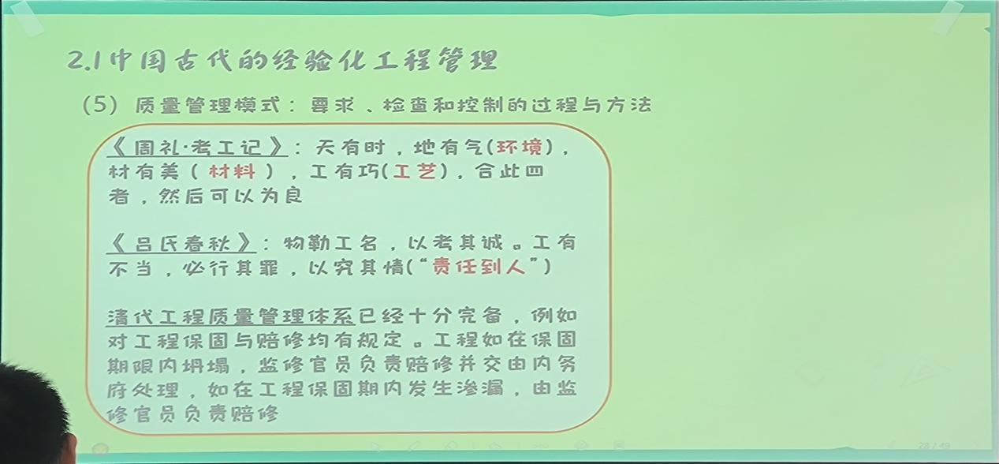 2.1中国古代的经验化工程管理
(5) 质量管理模式：要求、检查和控制的过程与方法
《周礼·考工记》：天有时，地有气(环境)，
材有美（材料），工有巧(工艺)，合此四
者，然后可以为良
《吕氏春秋》：物勒工名，以考其诚。工有
不当，必行其罪，以究其情(“责任到人”)
清代工程质量管理体系已经十分完备，例如
对工程保固与赔修均有规定。工程如在保固
期限内坍塌，监修官员负责赔修并交由内务
府处理，如在工程保固期内发生渗漏，由监
修官员负责赔修
28/49